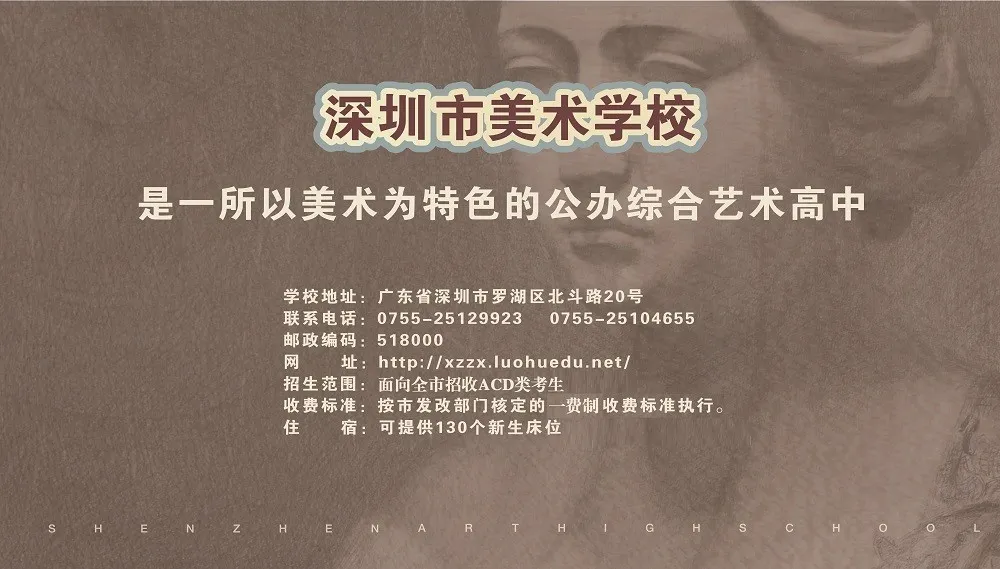 深圳市美术学校
是一所以美术为特色的公办综合艺术高中
学校地址：广东省深圳市罗湖区北斗路20号
联系电话：0755-25129923 0755-25104655
邮政编码：518000
网 址：http://xzzx.luohuedu.net/
招生范围：面向全市招收ACD类考生
收费标准：按市发改部门核定的一费制收费标准执行。
住 宿：可提供130个新生床位
SHENZHENARTHIGHSCHOOL